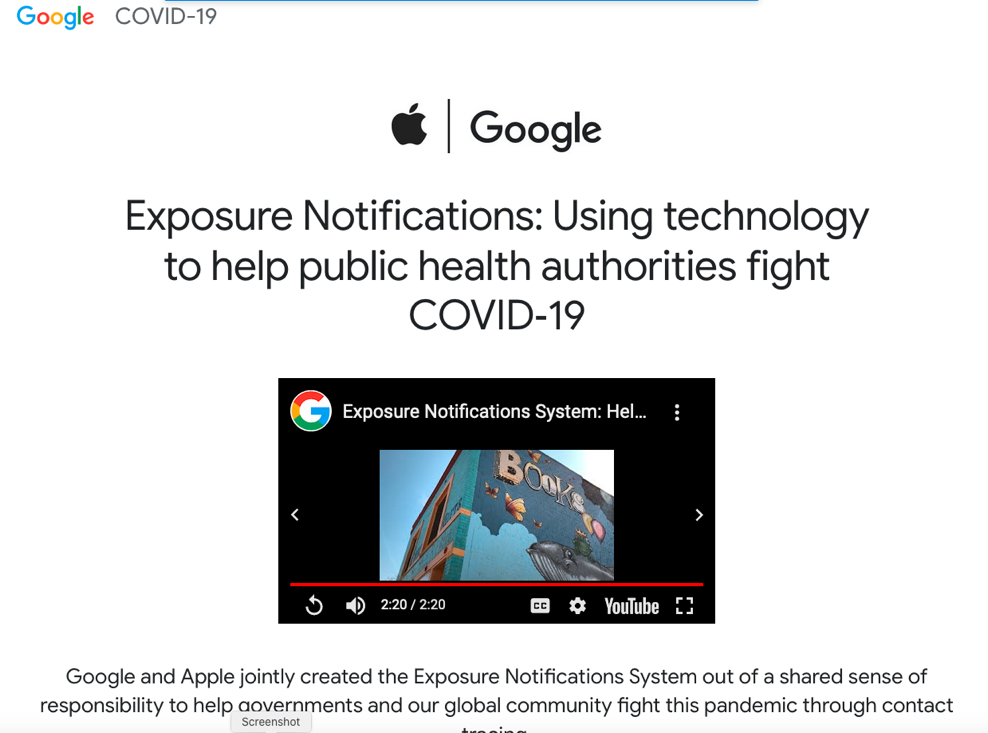 Google COVID-19
Google
Exposure Notifications: Using technology
to help public health authorities fight
COVID-19
Exposure Notifications System: Hel...
BOOKS
2:20 / 2:20
CC
YouTube
Google and Apple jointly created the Exposure Notifications System out of a shared sense of
responsibility to help governments and our global community fight this pandemic through contact
tracing
Screenshot